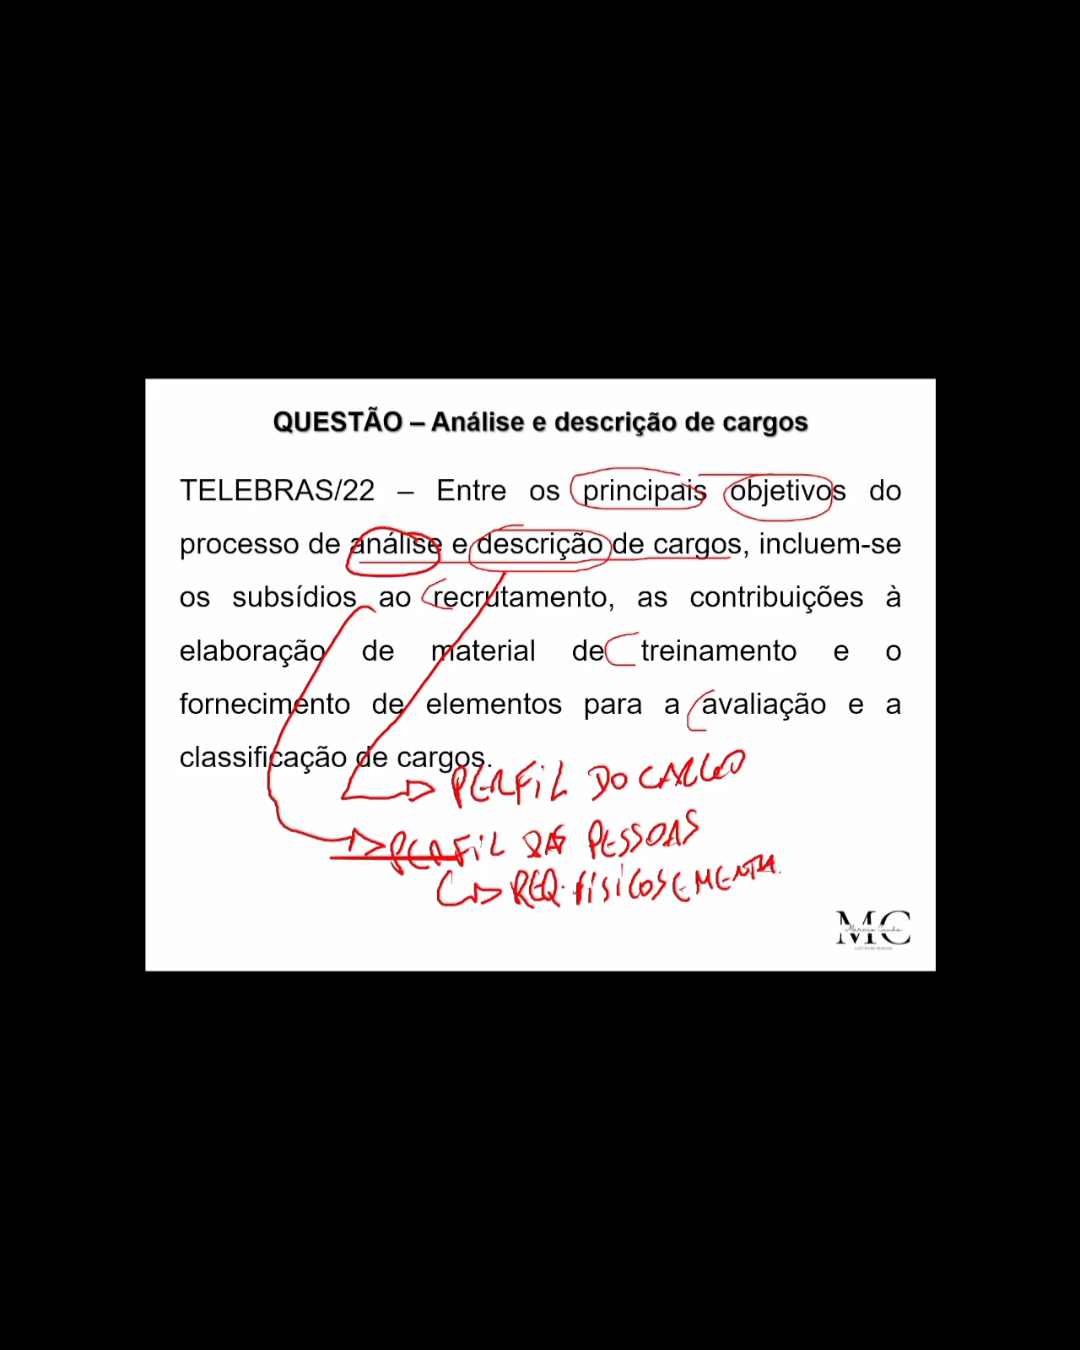 QUESTÃO – Análise e descrição de cargos
TELEBRAS/22 – Entre os principais objetivos do
processo de análise e descrição de cargos, incluem-se
os subsídios ao recrutamento, as contribuições à
elaboração de material de treinamento e o
fornecimento de elementos para a avaliação e a
classificação de cargos.
PERFIL DO CARGO
PERFIL DAS PESSOAS
REQ. FÍSICOS E MENTA
MC